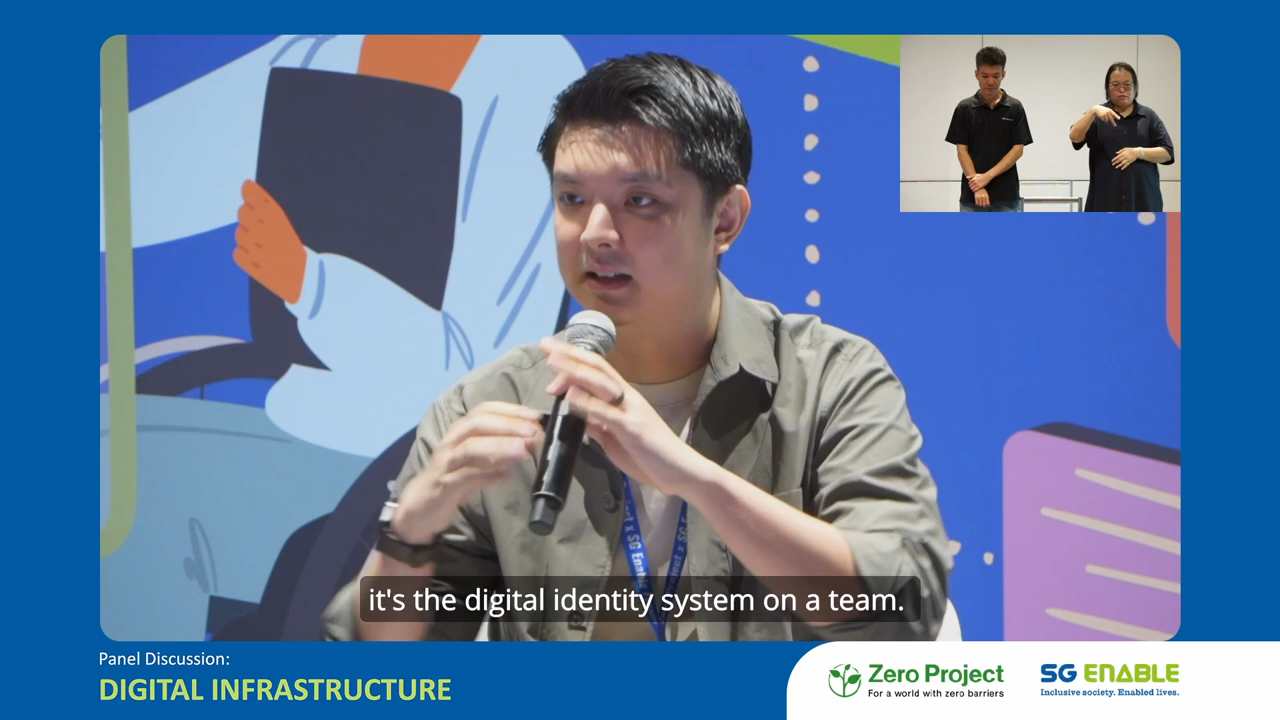 it's the digital identity system on a team.
Panel Discussion:
DIGITAL INFRASTRUCTURE
Zero Project
For a world with zero barriers
SG ENABLE
Inclusive society. Enabled lives.